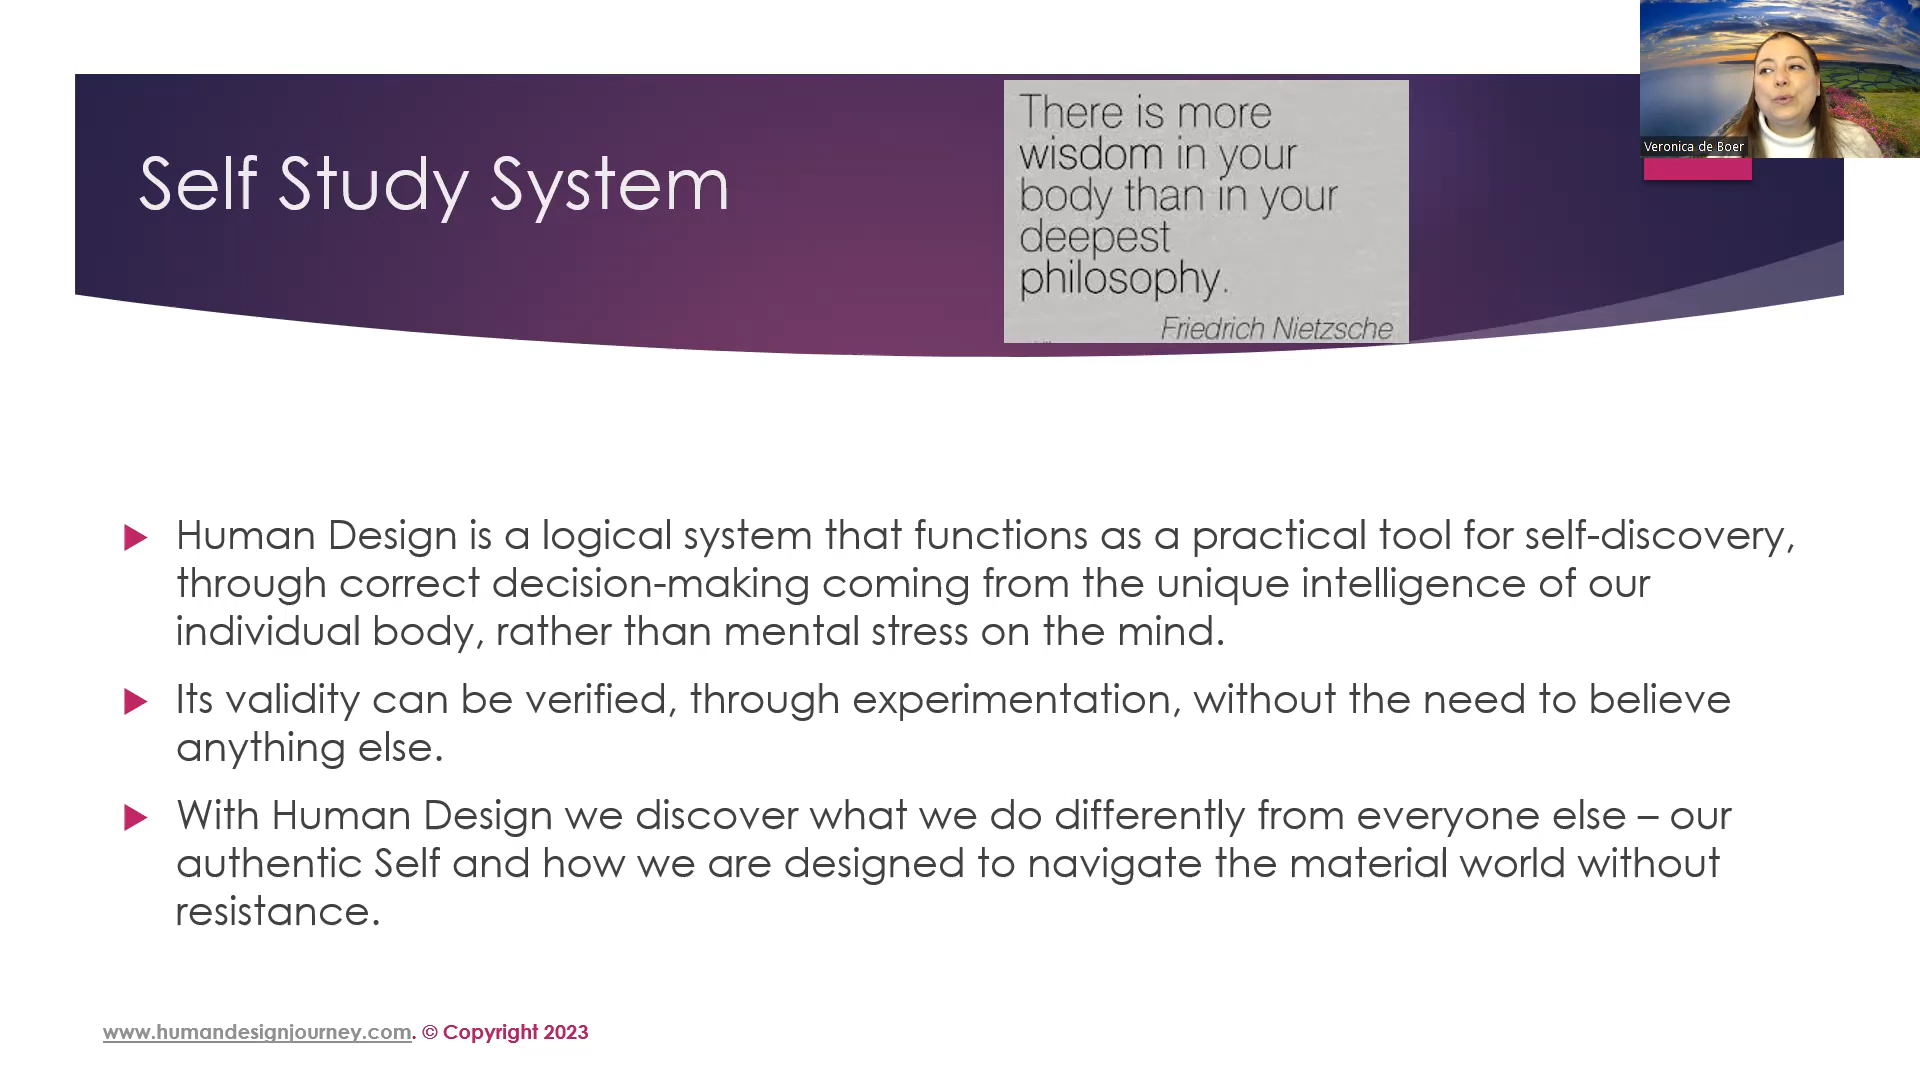 Self Study System
There is more
wisdom in your
body than in your
deepest
philosophy.
Friedrich Nietzsche
Veronica de Boer
Human Design is a logical system that functions as a practical tool for self-discovery,
through correct decision-making coming from the unique intelligence of our
individual body, rather than mental stress on the mind.
Its validity can be verified, through experimentation, without the need to believe
anything else.
With Human Design we discover what we do differently from everyone else – our
authentic Self and how we are designed to navigate the material world without
resistance.
www.humandesignjourney.com. © Copyright 2023